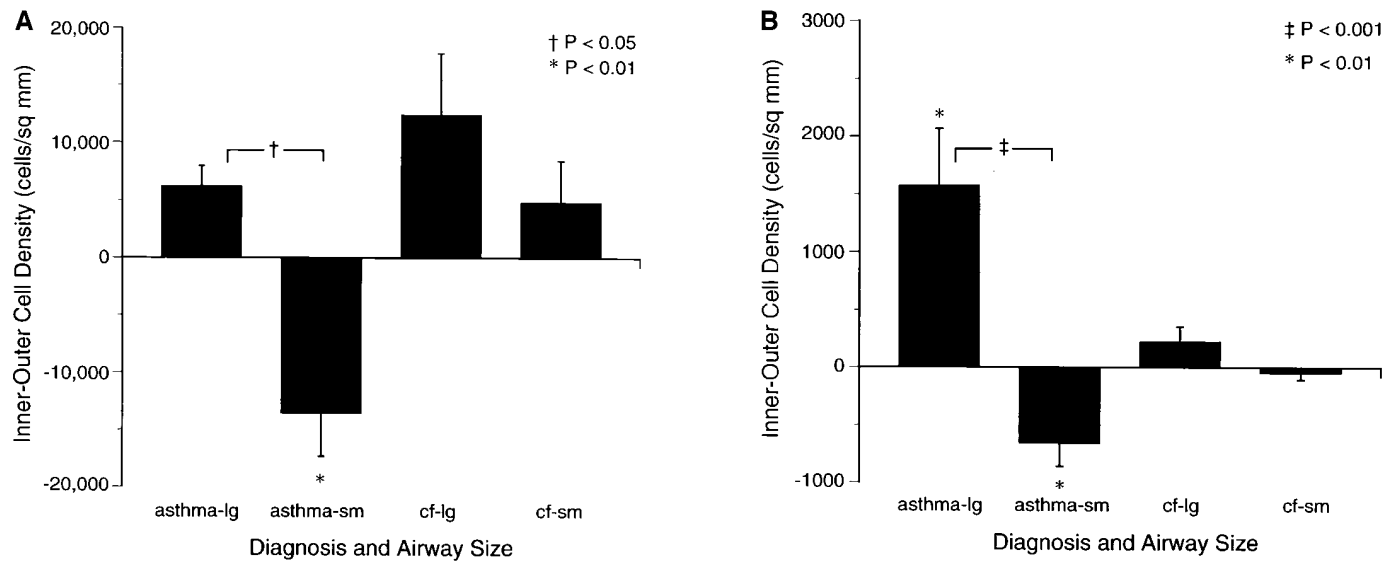 A
20,000
10,000
0
-10,000
-20,000
Inner-Outer Cell Density (cells/sq mm)
† P < 0.05
* P < 0.01
†
*
asthma-lg asthma-sm cf-lg cf-sm
Diagnosis and Airway Size
B
3000
2000
1000
0
-1000
Inner-Outer Cell Density (cells/sq mm)
‡ P < 0.001
* P < 0.01
*
‡
*
asthma-lg asthma-sm cf-lg cf-sm
Diagnosis and Airway Size